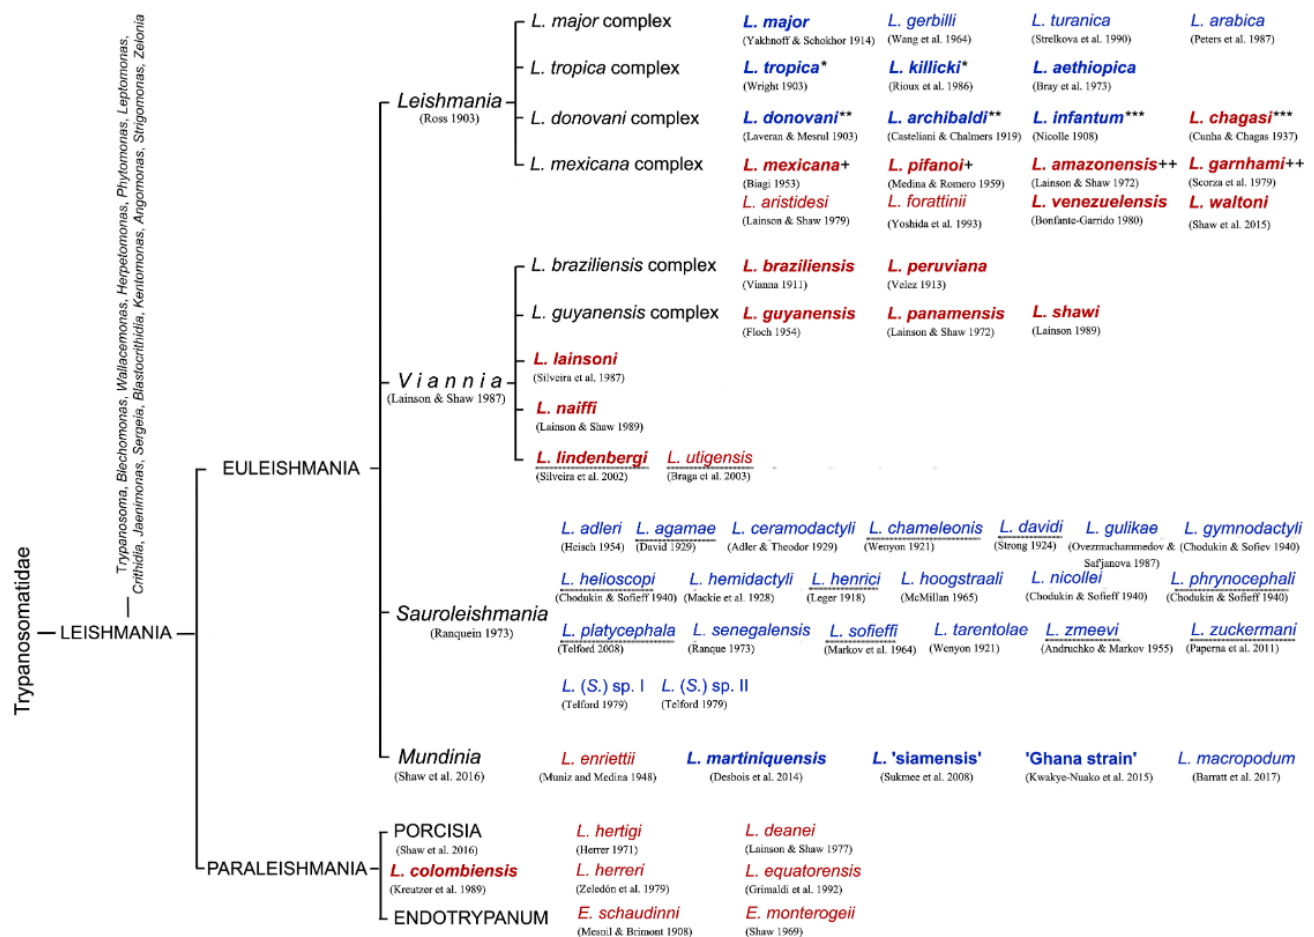 Trypanosoma, Blechomonas, Wallacemonas, Herpetomonas, Phytomonas, Leptomonas,
Crithidia, Jaenimonas, Sergeia, Blastocrithidia, Kentomonas, Angomonas, Strigomonas, Zelonia
L. major complex L. major L. gerbilli L. turanica L. arabica
(Yakhnoff & Schokhor 1914) (Wang et al. 1964) (Strelkova et al. 1990) (Peters et al. 1987)
L. tropica complex L. tropica* L. killicki* L. aethiopica
(Wright 1903) (Rioux et al. 1986) (Bray et al. 1973)
Leishmania
(Ross 1903)
L. donovani complex L. donovani** L. archibaldi** L. infantum*** L. chagasi***
(Laveran & Mesrul 1903) (Casteliani & Chalmers 1919) (Nicolle 1908) (Cunha & Chagas 1937)
L. mexicana complex L. mexicana+ L. pifanoi+ L. amazonensis++ L. garnhami++
(Biagi 1953) (Medina & Romero 1959) (Lainson & Shaw 1972) (Scorza et al. 1979)
L. aristidesi L. forattinii L. venezuelensis L. waltoni
(Lainson & Shaw 1979) (Yoshida et al. 1993) (Bonfante-Garrido 1980) (Shaw et al. 2015)
L. braziliensis complex L. braziliensis L. peruviana
(Vianna 1911) (Velez 1913)
L. guyanensis complex L. guyanensis L. panamensis L. shawi
(Floch 1954) (Lainson & Shaw 1972) (Lainson 1989)
L. lainsoni
(Silveira et al. 1987)
Viannia
(Lainson & Shaw 1987)
L. naiffi
(Lainson & Shaw 1989)
L. lindenbergi L. utigensis
(Silveira et al. 2002) (Braga et al. 2003)
EULEISHMANIA
L. adleri L. agamae L. ceramodactyli L. chameleonis L. davidi L. gulikae L. gymnodactyli
(Heisch 1954) (David 1929) (Adler & Theodor 1929) (Wenyon 1921) (Strong 1924) (Ovezmuchammedov & (Chodukin & Sofiev 1940)
Saf'janova 1987)
L. helioscopi L. hemidactyli L. henrici L. hoogstraali L. nicollei L. phrynocephali
(Chodukin & Sofieff 1940) (Mackie et al. 1928) (Leger 1918) (McMillan 1965) (Chodukin & Sofieff 1940) (Chodukin & Sofieff 1940)
Sauroleishmania
(Ranquein 1973)
L. platycephala L. senegalensis L. sofieffi L. tarentolae L. zmeevi L. zuckermani
(Telford 2008) (Ranque 1973) (Markov et al. 1964) (Wenyon 1921) (Andruchko & Markov 1955) (Paperna et al. 2011)
L. (S.) sp. I L. (S.) sp. II
(Telford 1979) (Telford 1979)
Trypanosomatidae
LEISHMANIA
Mundinia L. enriettii L. martiniquensis L. 'siamensis' 'Ghana strain' L. macropodum
(Shaw et al. 2016) (Muniz and Medina 1948) (Desbois et al. 2014) (Sukmee et al. 2008) (Kwakye-Nuako et al. 2015) (Barratt et al. 2017)
PORCISIA L. hertigi L. deanei
(Shaw et al. 2016) (Herrer 1971) (Lainson & Shaw 1977)
PARALEISHMANIA
L. colombiensis L. herreri L. equatorensis
(Kreutzer et al. 1989) (Zeledón et al. 1979) (Grimaldi et al. 1992)
ENDOTRYPANUM E. schaudinni E. monterogeii
(Mesnil & Brimont 1908) (Shaw 1969)